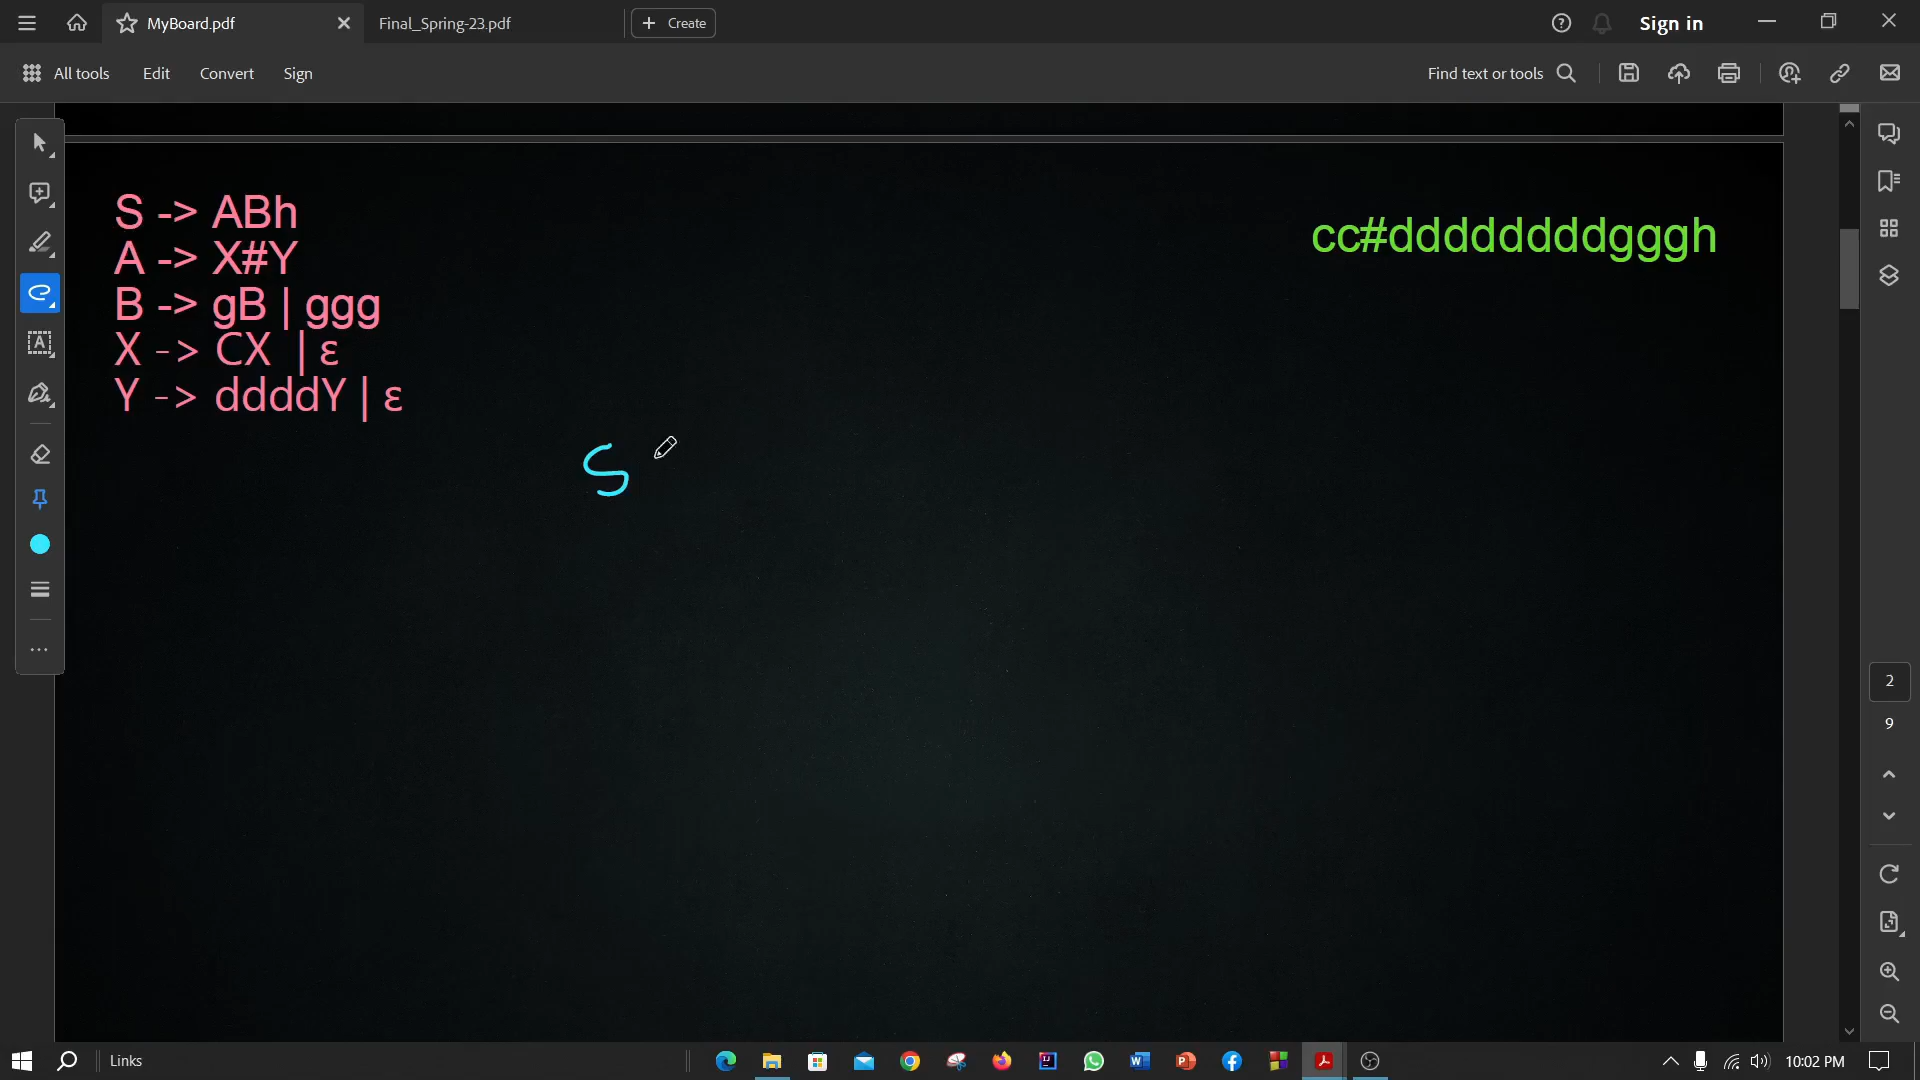 MyBoard.pdf
Final_Spring-23.pdf
Create
Sign in
All tools
Edit
Convert
Sign
Find text or tools
S -> ABh
A -> X#Y
B -> gB | ggg
X -> CX | ε
Y -> ddddY | ε
cc#ddddddddgggh
S
2
9
Links
10:02 PM